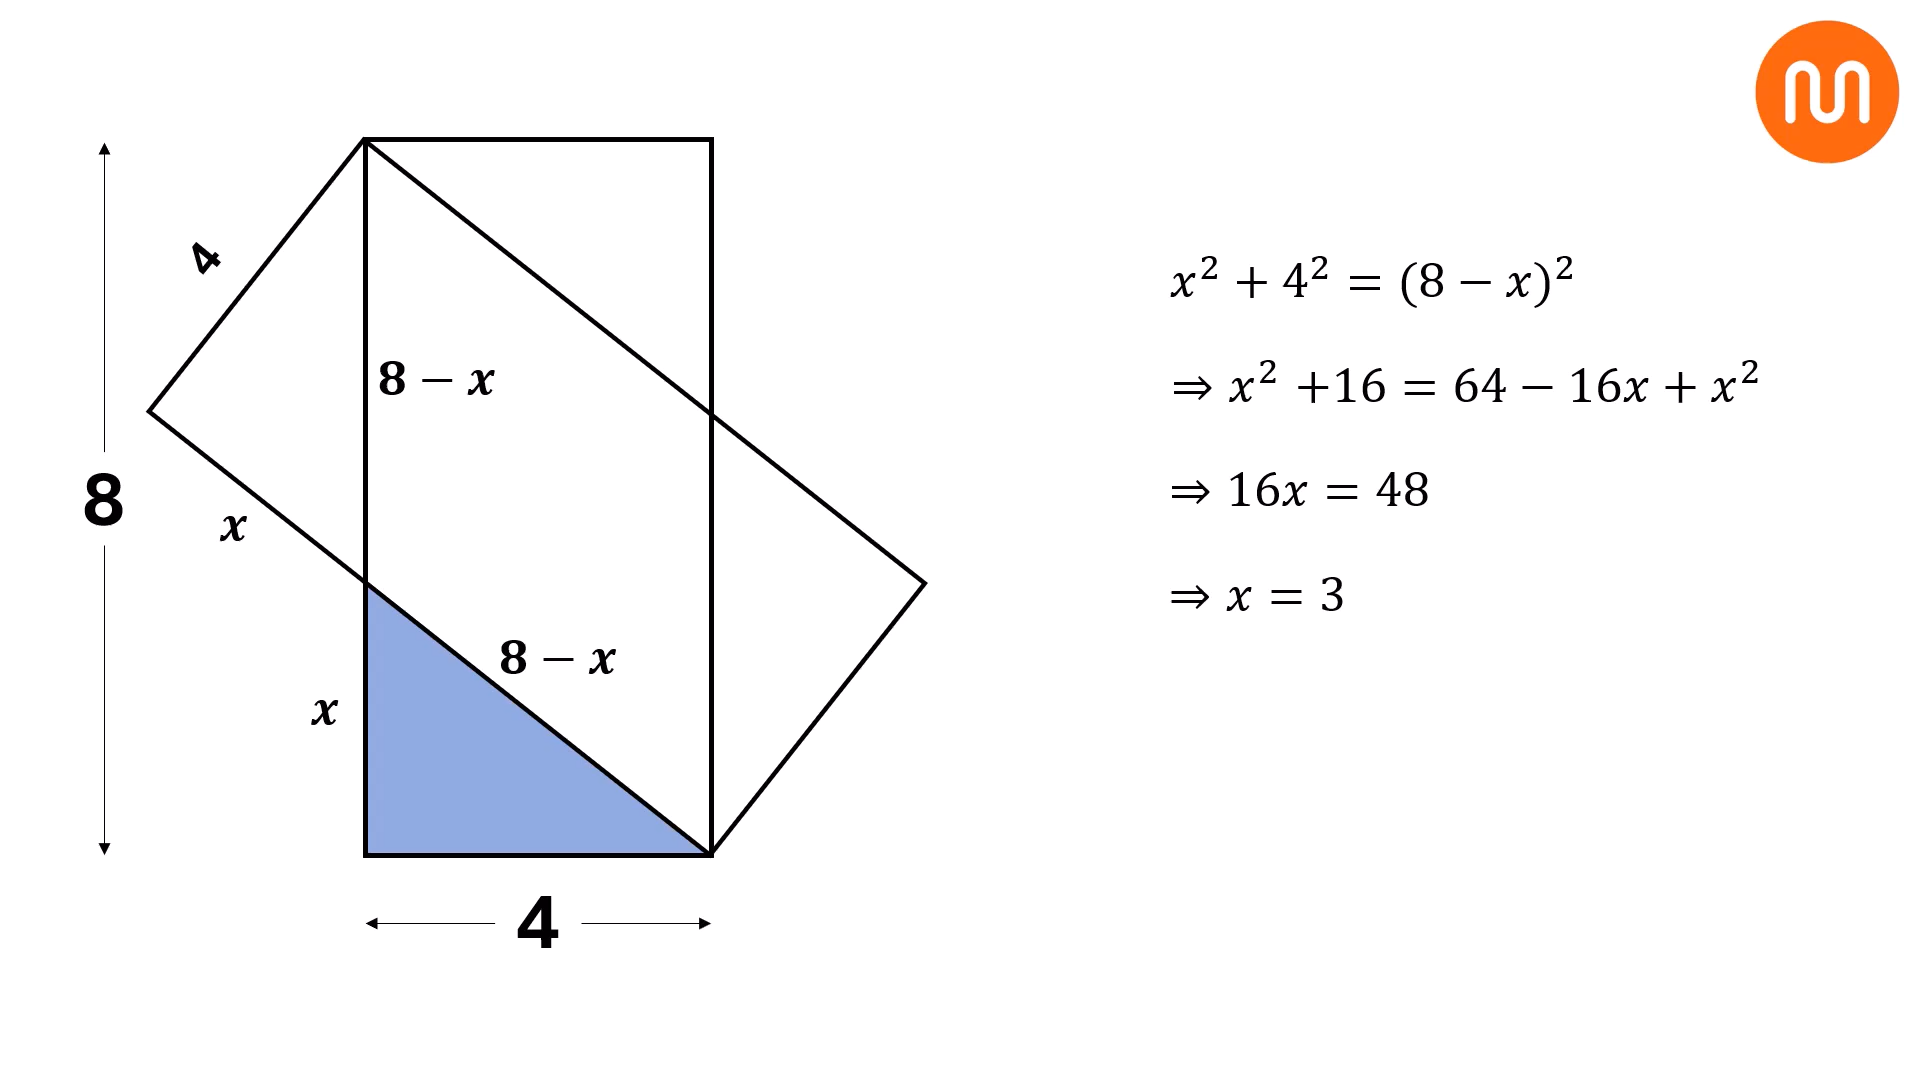 4
8 − x
8
x
8 − x
x
4
x² + 4² = (8 − x)²
⇒ x² +16 = 64 − 16x + x²
⇒ 16x = 48
⇒ x = 3